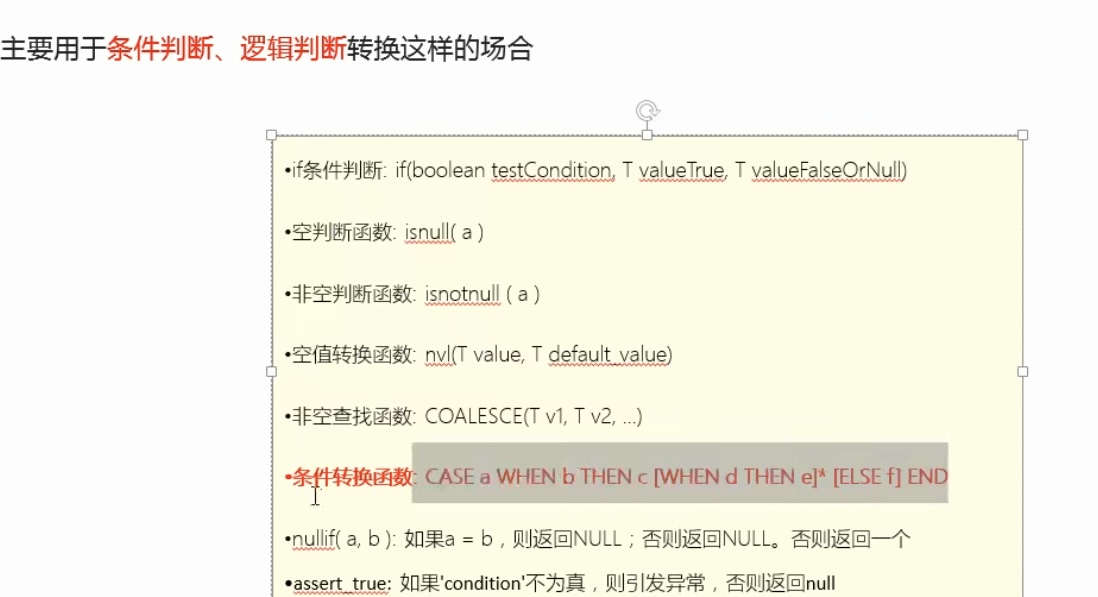 主要用于条件判断、逻辑判断转换这样的场合
•if条件判断: if(boolean testCondition, T valueTrue, T valueFalseOrNull)
•空判断函数: isnull( a )
•非空判断函数: isnotnull ( a )
•空值转换函数: nvl(T value, T default_value)
•非空查找函数: COALESCE(T v1, T v2, ...)
•条件转换函数: CASE a WHEN b THEN c [WHEN d THEN e]* [ELSE f] END
•nullif( a, b ): 如果a = b，则返回NULL；否则返回NULL。否则返回一个
•assert_true: 如果'condition'不为真，则引发异常，否则返回null